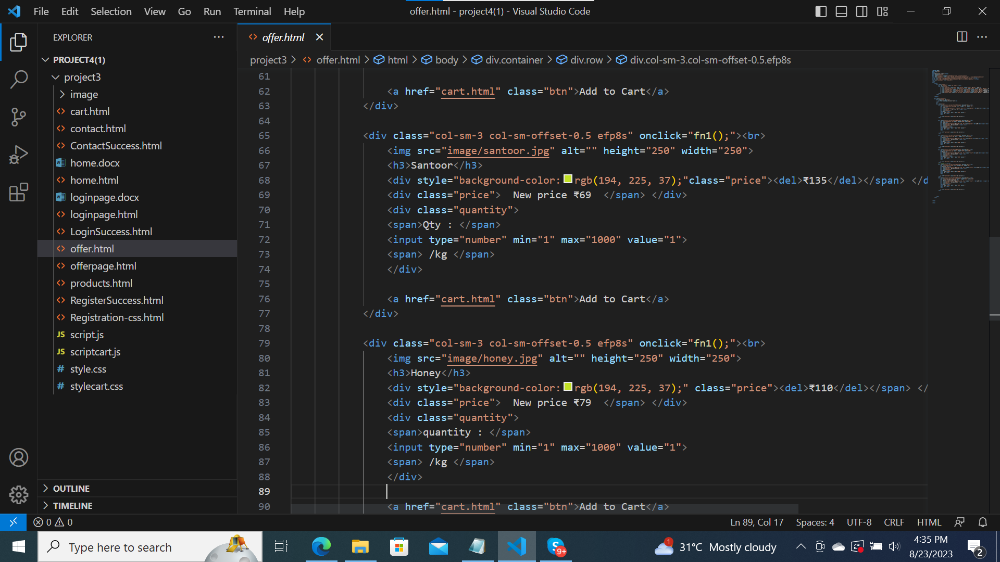 File Edit Selection View Go Run Terminal Help
offer.html - project4(1) - Visual Studio Code
EXPLORER
PROJECT4(1)
project3
image
cart.html
contact.html
ContactSuccess.html
home.docx
home.html
loginpage.docx
loginpage.html
LoginSuccess.html
offer.html
offerpage.html
products.html
RegisterSuccess.html
Registration-css.html
JS script.js
JS scriptcart.js
# style.css
# stylecart.css
OUTLINE
TIMELINE
offer.html
project3 > offer.html > html > body > div.container > div.row > div.col-sm-3.col-sm-offset-0.5.efp8s
61
62 <a href="cart.html" class="btn">Add to Cart</a>
63 </div>
64
65 <div class="col-sm-3 col-sm-offset-0.5 efp8s" onclick="fn1();"><br>
66 <img src="image/santoor.jpg" alt="" height="250" width="250">
67 <h3>Santoor</h3>
68 <div style="background-color: rgb(194, 225, 37);"class="price"><del>₹135</del></span> </d
69 <div class="price">  New price ₹69  </span> </div>
70 <div class="quantity">
71 <span>Qty : </span>
72 <input type="number" min="1" max="1000" value="1">
73 <span> /kg </span>
74 </div>
75
76 <a href="cart.html" class="btn">Add to Cart</a>
77 </div>
78
79 <div class="col-sm-3 col-sm-offset-0.5 efp8s" onclick="fn1();"><br>
80 <img src="image/honey.jpg" alt="" height="250" width="250">
81 <h3>Honey</h3>
82 <div style="background-color: rgb(194, 225, 37);" class="price"><del>₹110</del></span> </
83 <div class="price">  New price ₹79  </span> </div>
84 <div class="quantity">
85 <span>quantity : </span>
86 <input type="number" min="1" max="1000" value="1">
87 <span> /kg </span>
88 </div>
89
90 <a href="cart.html" class="btn">Add to Cart</a>
0 0
Ln 89, Col 17 Spaces: 4 UTF-8 CRLF HTML
Type here to search
9+
1
31°C Mostly cloudy
4:35 PM
8/23/2023
2